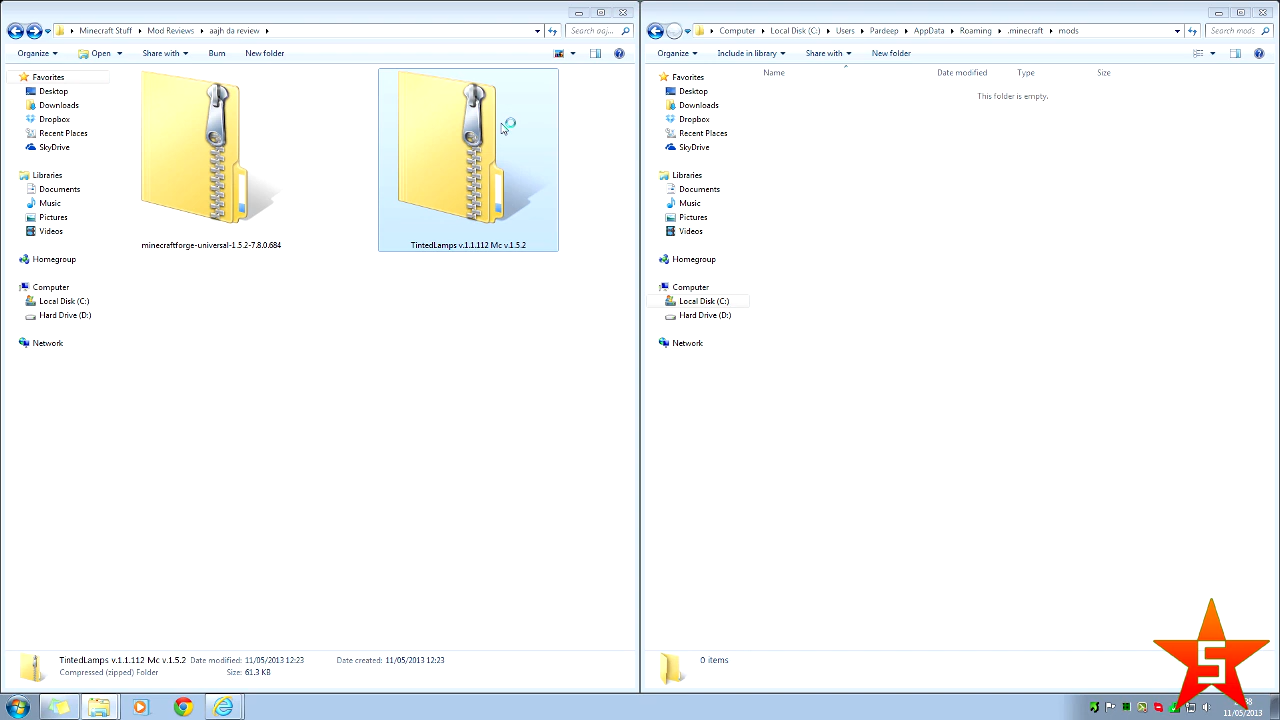 Minecraft Stuff Mod Reviews aajh da review
Search aaj...
Organize Open Share with Burn New folder
Favorites
Desktop
Downloads
Dropbox
Recent Places
SkyDrive
Libraries
Documents
Music
Pictures
Videos
Homegroup
Computer
Local Disk (C:)
Hard Drive (D:)
Network
minecraftforge-universal-1.5.2-7.8.0.684
TintedLamps v.1.1.112 Mc v.1.5.2
TintedLamps v.1.1.112 Mc v.1.5.2 Date modified: 11/05/2013 12:23 Date created: 11/05/2013 12:23
Compressed (zipped) Folder Size: 61.3 KB
Computer Local Disk (C:) Users Pardeep AppData Roaming .minecraft mods
Search mods
Organize Include in library Share with New folder
Name Date modified Type Size
This folder is empty.
Favorites
Desktop
Downloads
Dropbox
Recent Places
SkyDrive
Libraries
Documents
Music
Pictures
Videos
Homegroup
Computer
Local Disk (C:)
Hard Drive (D:)
Network
0 items
S
11/05/2013